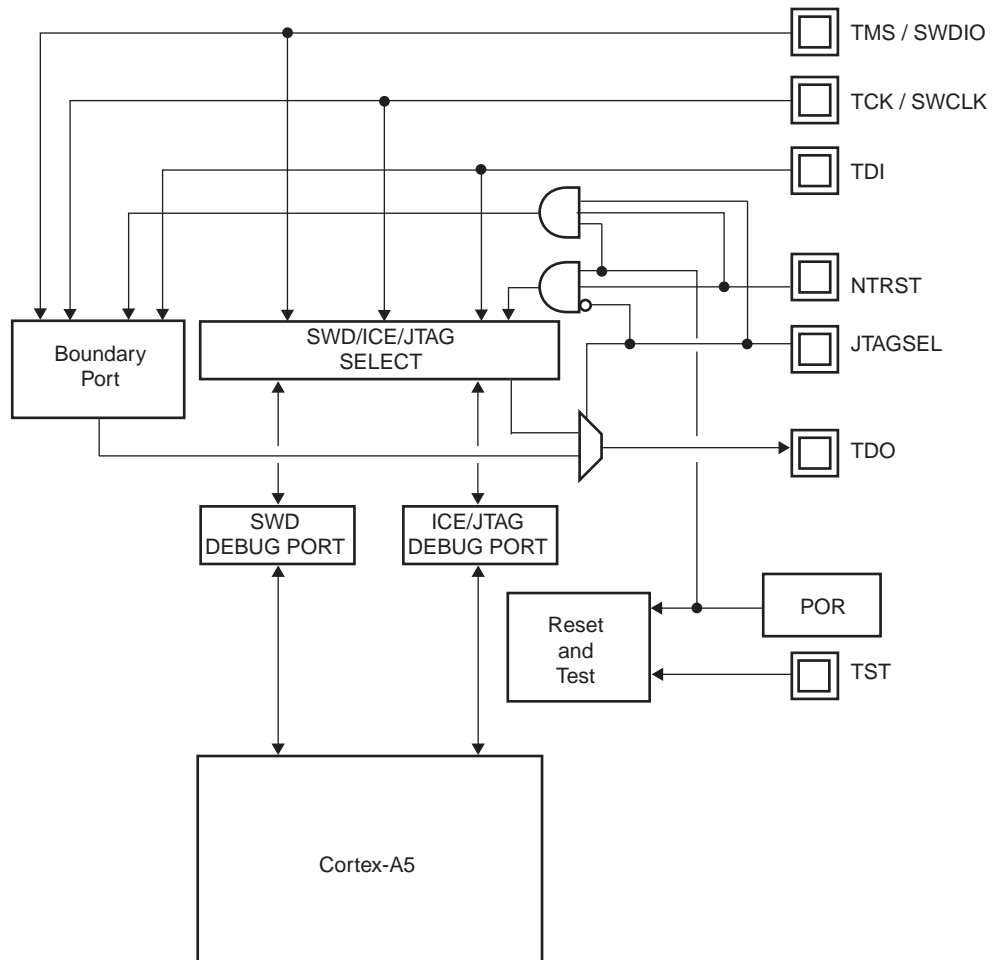 TMS / SWDIO
TCK / SWCLK
TDI
NTRST
JTAGSEL
SWD/ICE/JTAG
SELECT
Boundary
Port
TDO
SWD
DEBUG PORT
ICE/JTAG
DEBUG PORT
POR
Reset
and
Test
TST
Cortex-A5